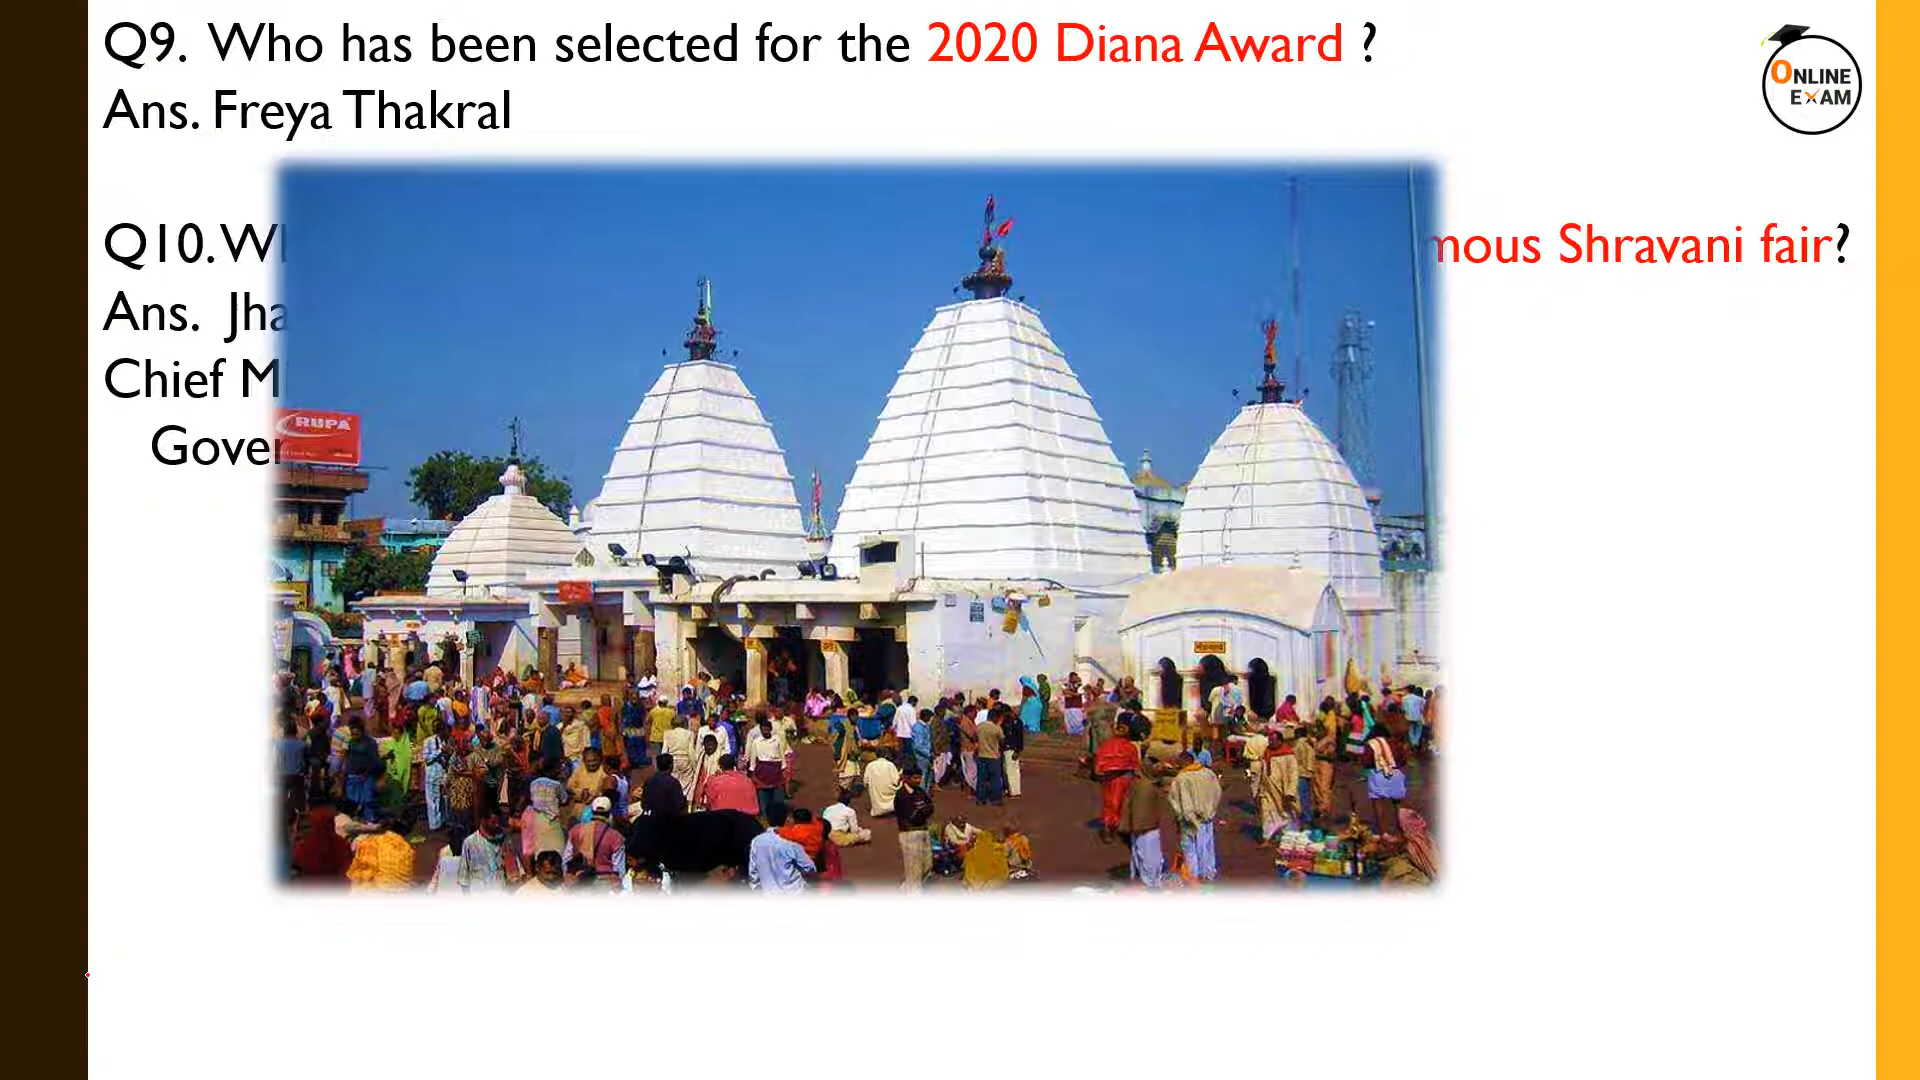 Q9. Who has been selected for the 2020 Diana Award ?
Ans. Freya Thakral
ONLINE
EXAM
Q10. mous Shravani fair?
Ans. Jha
Chief M
Gover
RUPA